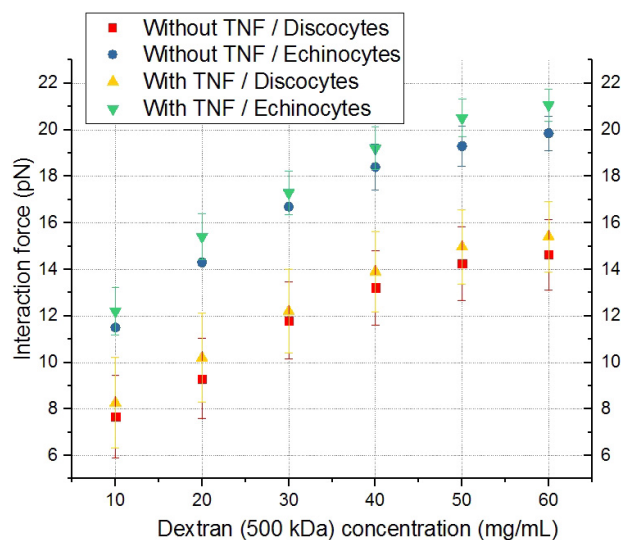 Without TNF / Discocytes
Without TNF / Echinocytes
With TNF / Discocytes
With TNF / Echinocytes
22 22
20 20
18 18
16 16
14 14
12 12
10 10
8 8
6 6
Interaction force (pN)
10 20 30 40 50 60
Dextran (500 kDa) concentration (mg/mL)